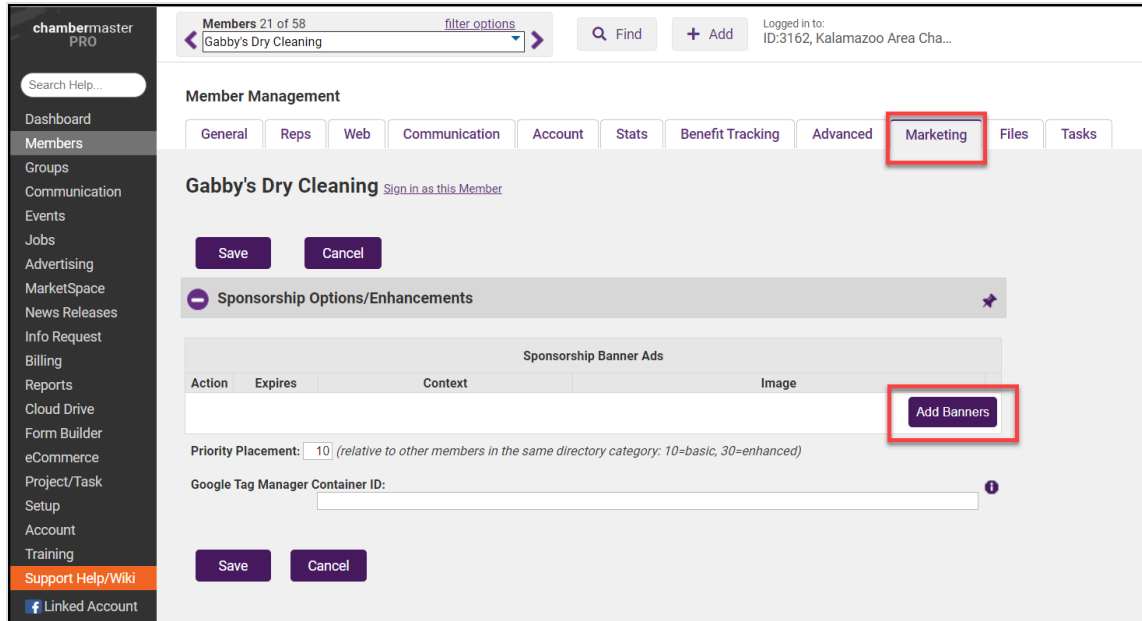 chambermaster
PRO
Members 21 of 58
filter options
Gabby's Dry Cleaning
Find
+ Add
Logged in to:
ID:3162, Kalamazoo Area Cha...
Search Help...
Dashboard
Members
Groups
Communication
Events
Jobs
Advertising
MarketSpace
News Releases
Info Request
Billing
Reports
Cloud Drive
Form Builder
eCommerce
Project/Task
Setup
Account
Training
Support Help/Wiki
Linked Account
Member Management
General Reps Web Communication Account Stats Benefit Tracking Advanced Marketing Files Tasks
Gabby's Dry Cleaning Sign in as this Member
Save Cancel
Sponsorship Options/Enhancements
Sponsorship Banner Ads
Action Expires Context Image
Add Banners
Priority Placement: 10 (relative to other members in the same directory category: 10=basic, 30=enhanced)
Google Tag Manager Container ID:
Save Cancel